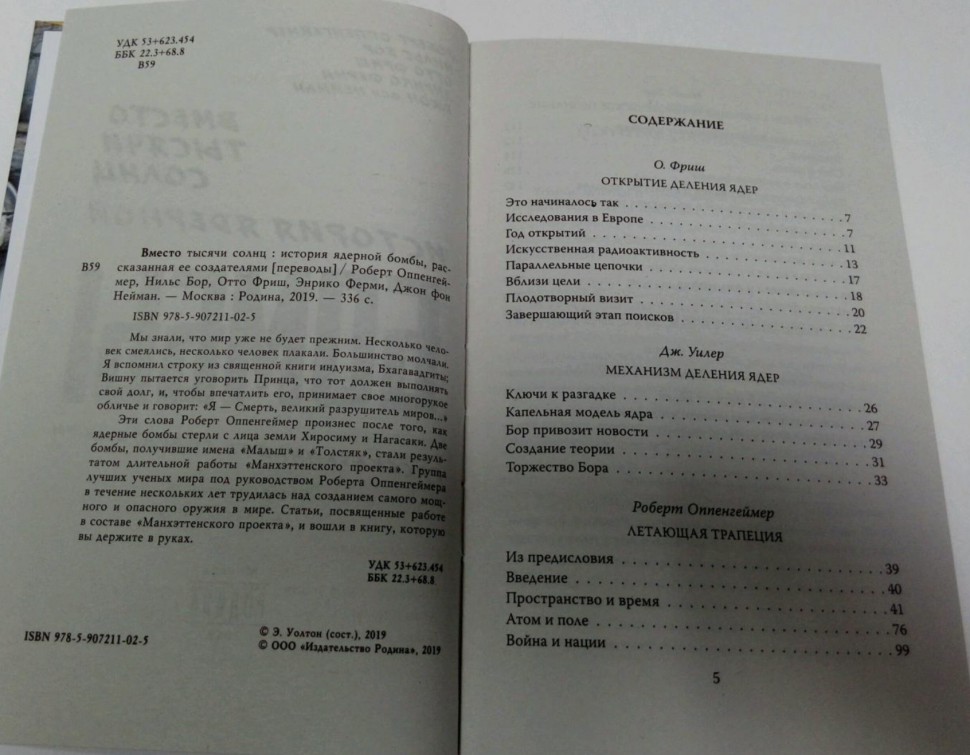 УДК 53+623.454
ББК 22.3+68.8
В59
ВМЕСТО
ТЫСЯЧИ
СОЛНЦ
В59
Вместо тысячи солнц : история ядерной бомбы, рас-
сказанная ее создателями [переводы] / Роберт Оппенгей-
мер, Нильс Бор, Отто Фриш, Энрико Ферми, Джон фон
Нейман. — Москва : Родина, 2019. — 336 с.
ISBN 978-5-907211-02-5
Мы знали, что мир уже не будет прежним. Несколько чело-
век смеялись, несколько человек плакали. Большинство молчали.
Я вспомнил строку из священной книги индуизма, Бхагавадгиты;
Вишну пытается уговорить Принца, что тот должен выполнять
свой долг, и, чтобы впечатлить его, принимает свое многорукое
обличье и говорит: «Я — Смерть, великий разрушитель миров...»
Эти слова Роберт Оппенгеймер произнес после того, как
ядерные бомбы стерли с лица земли Хиросиму и Нагасаки. Две
бомбы, получившие имена «Малыш» и «Толстяк», стали резуль-
татом длительной работы «Манхэттенского проекта». Группа
лучших ученых мира под руководством Роберта Оппенгеймера
в течение нескольких лет трудилась над созданием самого мощ-
ного и опасного оружия в мире. Статьи, посвященные работе
в составе «Манхэттенского проекта», и вошли в книгу, которую
вы держите в руках.
УДК 53+623.454
ББК 22.3+68.8
ISBN 978-5-907211-02-5
© Э. Уолтон (сост.), 2019
© ООО «Издательство Родина», 2019
СОДЕРЖАНИЕ
О. Фриш
ОТКРЫТИЕ ДЕЛЕНИЯ ЯДЕР
Это начиналось так . . . . . . . . . . 7
Исследования в Европе . . . . . . . . . . 7
Год открытий . . . . . . . . . . 11
Искусственная радиоактивность . . . . . . . . . . 13
Параллельные цепочки . . . . . . . . . . 17
Вблизи цели . . . . . . . . . . 18
Плодотворный визит . . . . . . . . . . 20
Завершающий этап поисков . . . . . . . . . . 22
Дж. Уилер
МЕХАНИЗМ ДЕЛЕНИЯ ЯДЕР
Ключи к разгадке . . . . . . . . . . 26
Капельная модель ядра . . . . . . . . . . 27
Бор привозит новости . . . . . . . . . . 29
Создание теории . . . . . . . . . . 31
Торжество Бора . . . . . . . . . . 33
Роберт Оппенгеймер
ЛЕТАЮЩАЯ ТРАПЕЦИЯ
Из предисловия . . . . . . . . . . 39
Введение . . . . . . . . . . 40
Пространство и время . . . . . . . . . . 41
Атом и поле . . . . . . . . . . 76
Война и нации . . . . . . . . . . 99
5